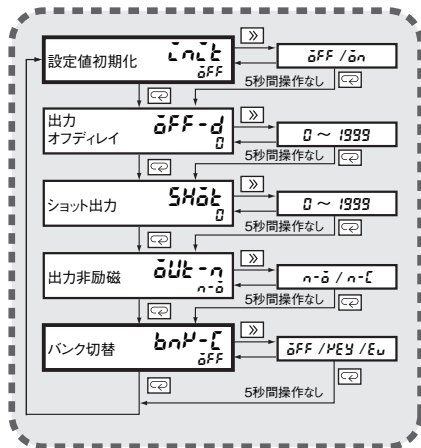 設定値初期化 init
oFF
oFF / on
5秒間操作なし
出力
オフディレイ oFF-d
0
0 ~ 1999
5秒間操作なし
ショット出力 SHot
0
0 ~ 1999
5秒間操作なし
出力非励磁 oUt-n
n-o
n-o / n-C
5秒間操作なし
バンク切替 bnK-C
oFF
oFF / KEY / Ev
5秒間操作なし